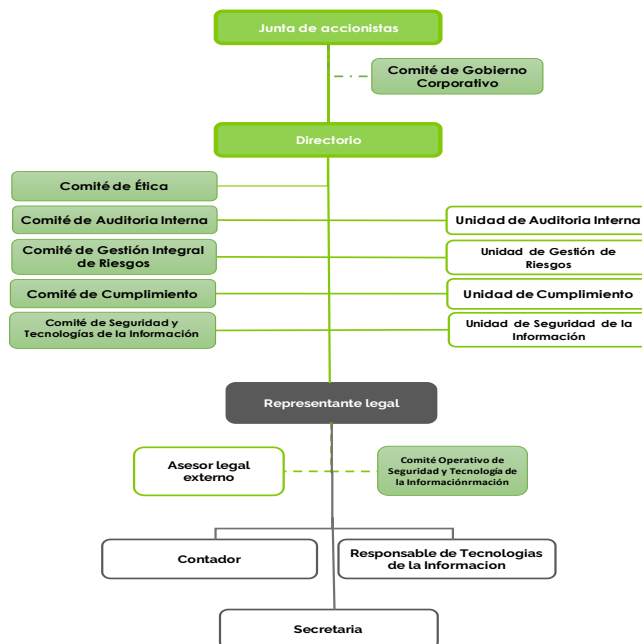 Junta de accionistas
Comité de Gobierno
Corporativo
Directorio
Comité de Ética
Comité de Auditoria Interna
Unidad de Auditoria Interna
Comité de Gestión Integral
de Riesgos
Unidad de Gestión de
Riesgos
Comité de Cumplimiento
Unidad de Cumplimiento
Comité de Seguridad y
Tecnologías de la Información
Unidad de Seguridad de la
Información
Representante legal
Asesor legal
externo
Comité Operativo de
Seguridad y Tecnología de
la Informaciónrmación
Contador
Responsable de Tecnologias
de la Informacion
Secretaria